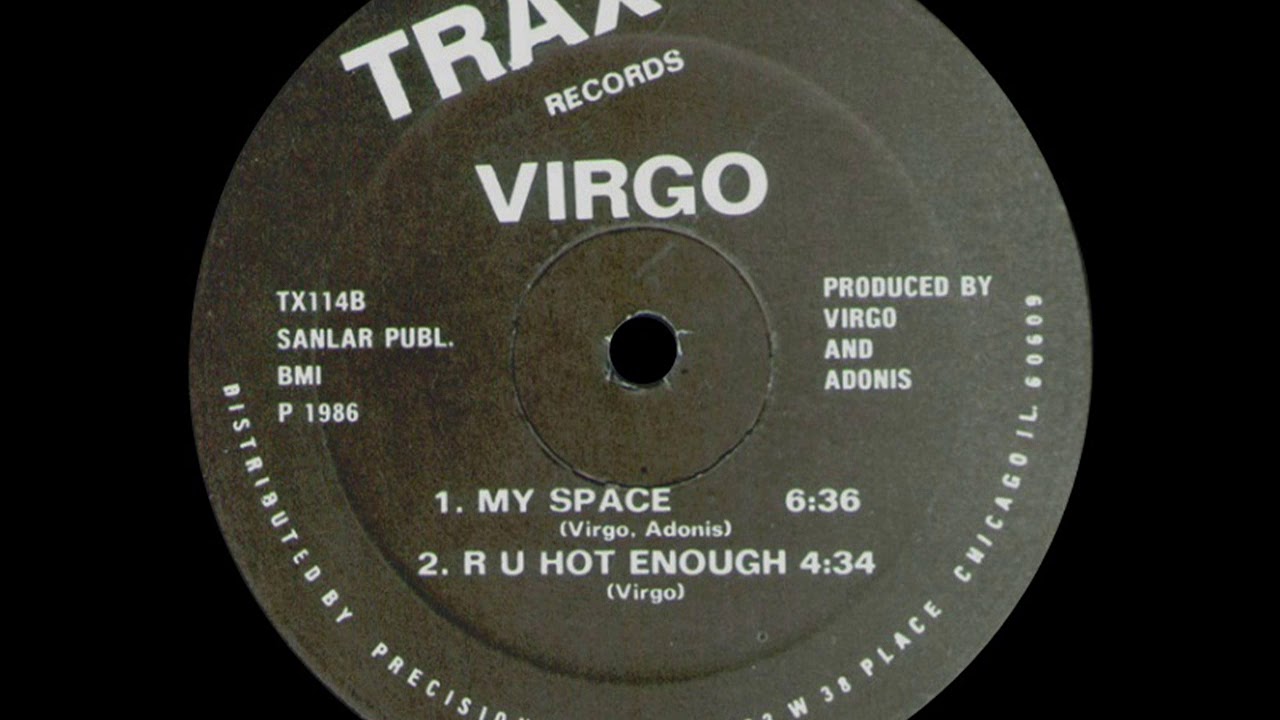 TRAX
RECORDS
VIRGO
TX114B
SANLAR PUBL.
BMI
P 1986
PRODUCED BY
VIRGO
AND
ADONIS
1. MY SPACE 6:36
(Virgo, Adonis)
2. R U HOT ENOUGH 4:34
(Virgo)
DISTRIBUTED BY PRECISION W 38 PLACE CHICAGO IL. 60609